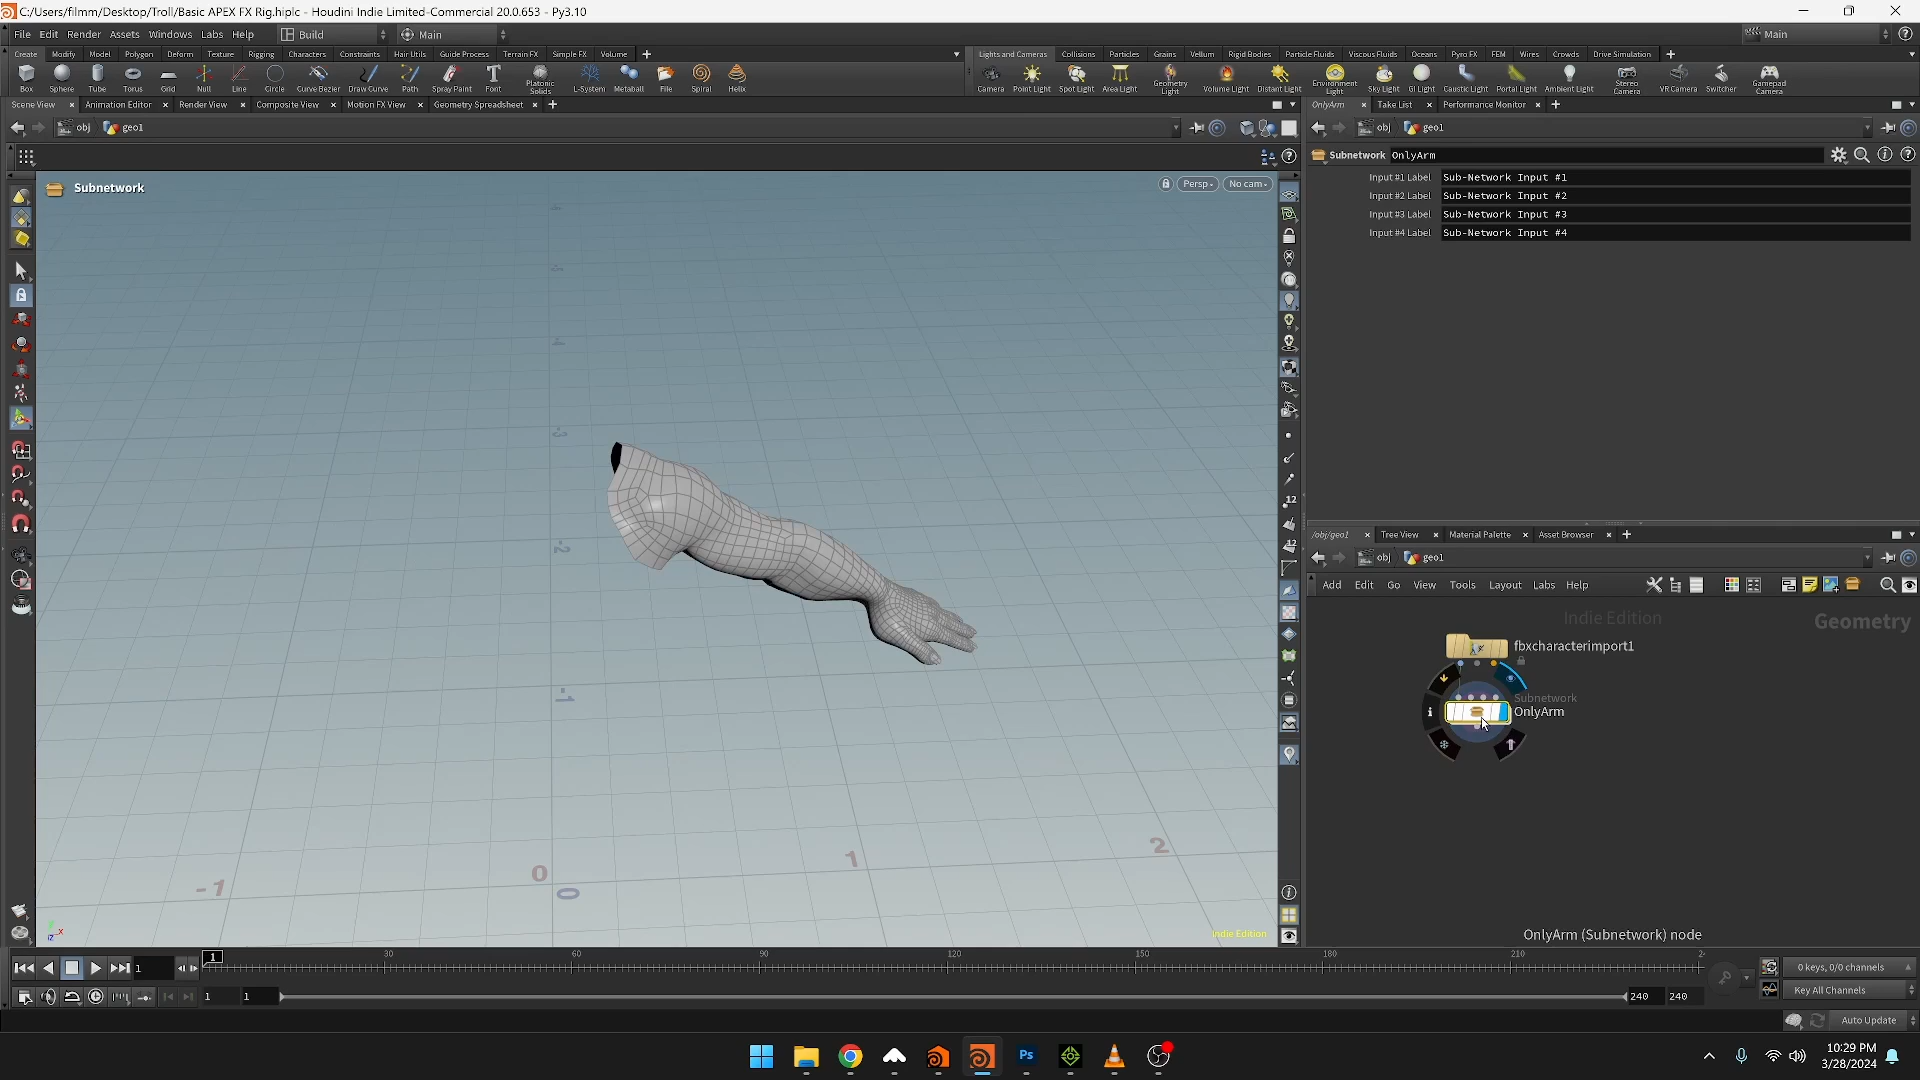 C:/Users/filmm/Desktop/Troll/Basic APEX FX Rig.hiplc - Houdini Indie Limited-Commercial 20.0.653 - Py3.10
File Edit Render Assets Windows Labs Help Build Main Main
Create Modify Model Polygon Deform Texture Rigging Characters Constraints Hair Utils Guide Process Terrain FX Simple FX Volume
Lights and Cameras Collisions Particles Grains Vellum Rigid Bodies Particle Fluids Viscous Fluids Oceans Pyro FX FEM Wires Crowds Drive Simulation
Box Sphere Tube Torus Grid Null Line Circle Curve Bezier Draw Curve Path Spray Paint Font Platonic Solids L-System Metaball File Spiral Helix
Camera Point Light Spot Light Area Light Geometry Light Volume Light Distant Light Environment Light Sky Light GI Light Caustic Light Portal Light Ambient Light Stereo Camera VR Camera Switcher Gamepad Camera
Scene View Animation Editor Render View Composite View Motion FX View Geometry Spreadsheet
OnlyArm Take List Performance Monitor
obj geo1
obj geo1
Subnetwork OnlyArm
Input #1 Label Sub-Network Input #1
Input #2 Label Sub-Network Input #2
Input #3 Label Sub-Network Input #3
Input #4 Label Sub-Network Input #4
Subnetwork
Persp
No cam
-3
-2
-1
-1
0
0
1
2
12
12
Indie Edition
x
z
/obj/geo1 Tree View Material Palette Asset Browser
obj geo1
Add Edit Go View Tools Layout Labs Help
Indie Edition
Geometry
fbxcharacterimport1
Subnetwork
OnlyArm
OnlyArm (Subnetwork) node
1
1 30 60 90 120 150 180 210
1 1 240 240
0 keys, 0/0 channels
Key All Channels
Auto Update
Ps
10:29 PM
3/28/2024